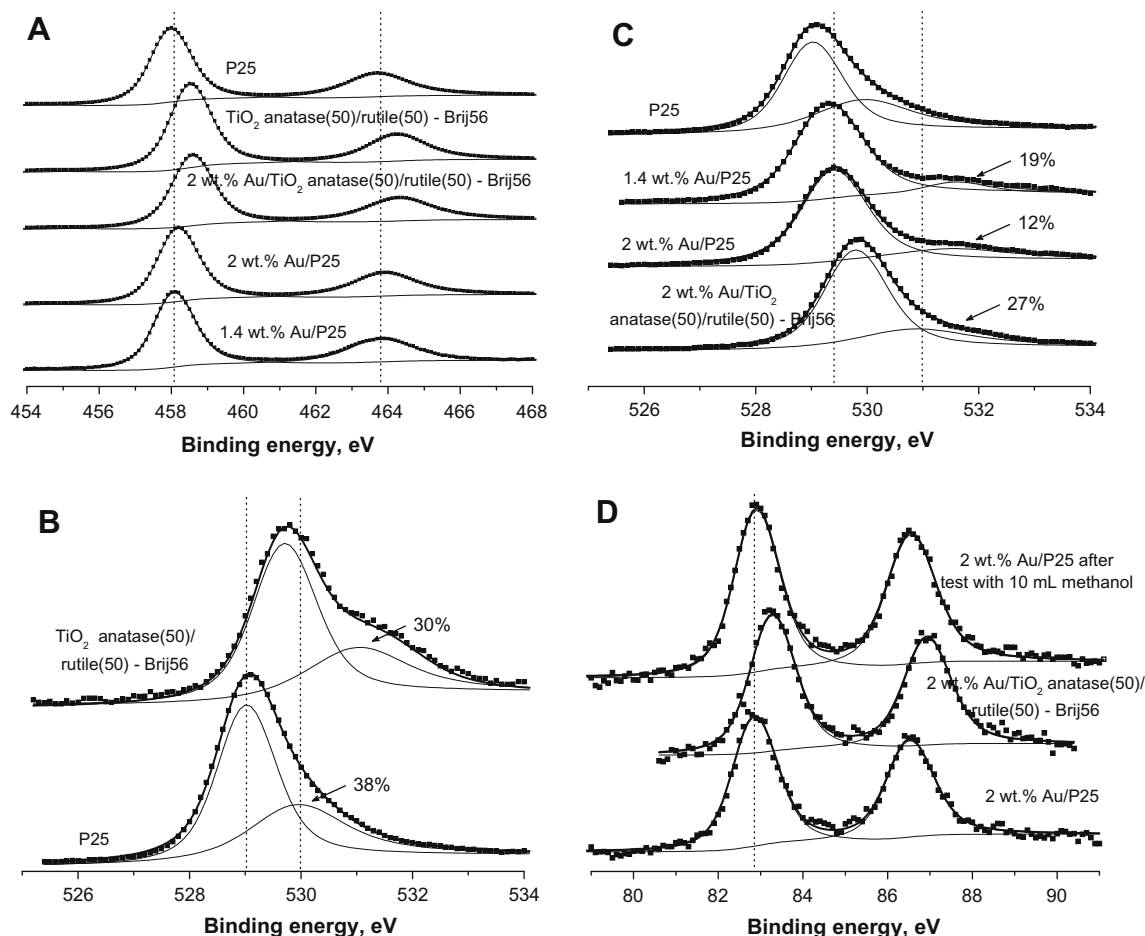 A
P25
TiO2 anatase(50)/rutile(50) - Brij56
2 wt.% Au/TiO2 anatase(50)/rutile(50) - Brij56
2 wt.% Au/P25
1.4 wt.% Au/P25
454 456 458 460 462 464 466 468
Binding energy, eV
C
P25
19%
1.4 wt.% Au/P25
12%
2 wt.% Au/P25
2 wt.% Au/TiO2
anatase(50)/rutile(50) - Brij56
27%
526 528 530 532 534
Binding energy, eV
B
TiO2 anatase(50)/
rutile(50) - Brij56
30%
38%
P25
526 528 530 532 534
Binding energy, eV
D
2 wt.% Au/P25 after
test with 10 mL methanol
2 wt.% Au/TiO2 anatase(50)/
rutile(50) - Brij56
2 wt.% Au/P25
80 82 84 86 88 90
Binding energy, eV